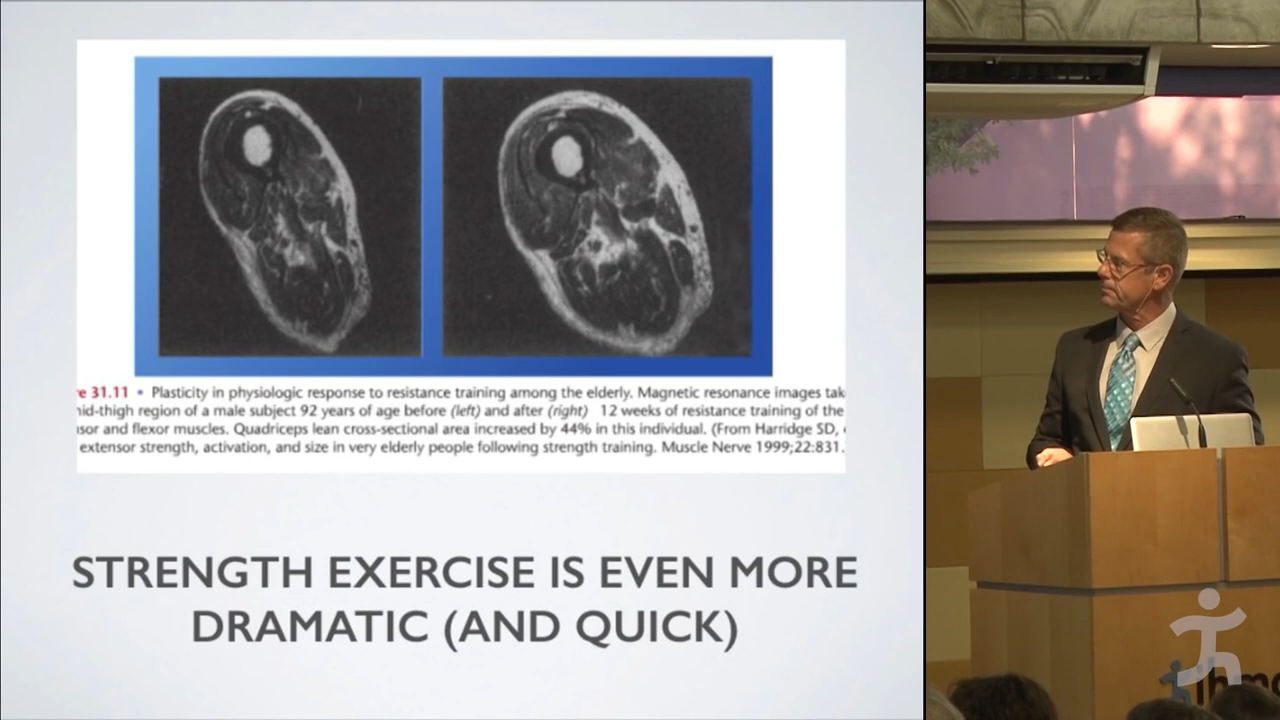 e 31.11 • Plasticity in physiologic response to resistance training among the elderly. Magnetic resonance images tak
id-thigh region of a male subject 92 years of age before (left) and after (right) 12 weeks of resistance training of the
sor and flexor muscles. Quadriceps lean cross-sectional area increased by 44% in this individual. (From Harridge SD,
extensor strength, activation, and size in very elderly people following strength training. Muscle Nerve 1999;22:831.
STRENGTH EXERCISE IS EVEN MORE
DRAMATIC (AND QUICK)
ihmc